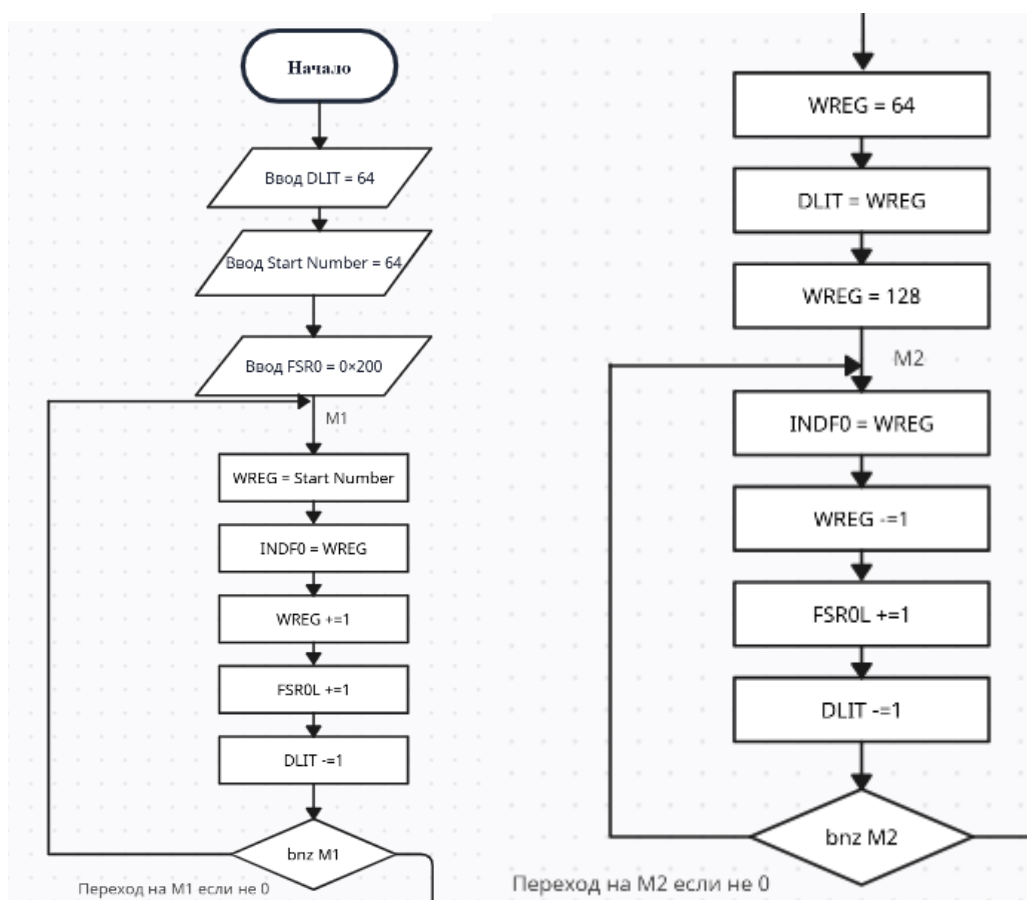 Начало
Ввод DLIT = 64
Ввод Start Number = 64
Ввод FSR0 = 0×200
M1
WREG = Start Number
INDF0 = WREG
WREG +=1
FSR0L +=1
DLIT -=1
bnz M1
Переход на M1 если не 0
WREG = 64
DLIT = WREG
WREG = 128
M2
INDF0 = WREG
WREG -=1
FSR0L +=1
DLIT -=1
bnz M2
Переход на M2 если не 0